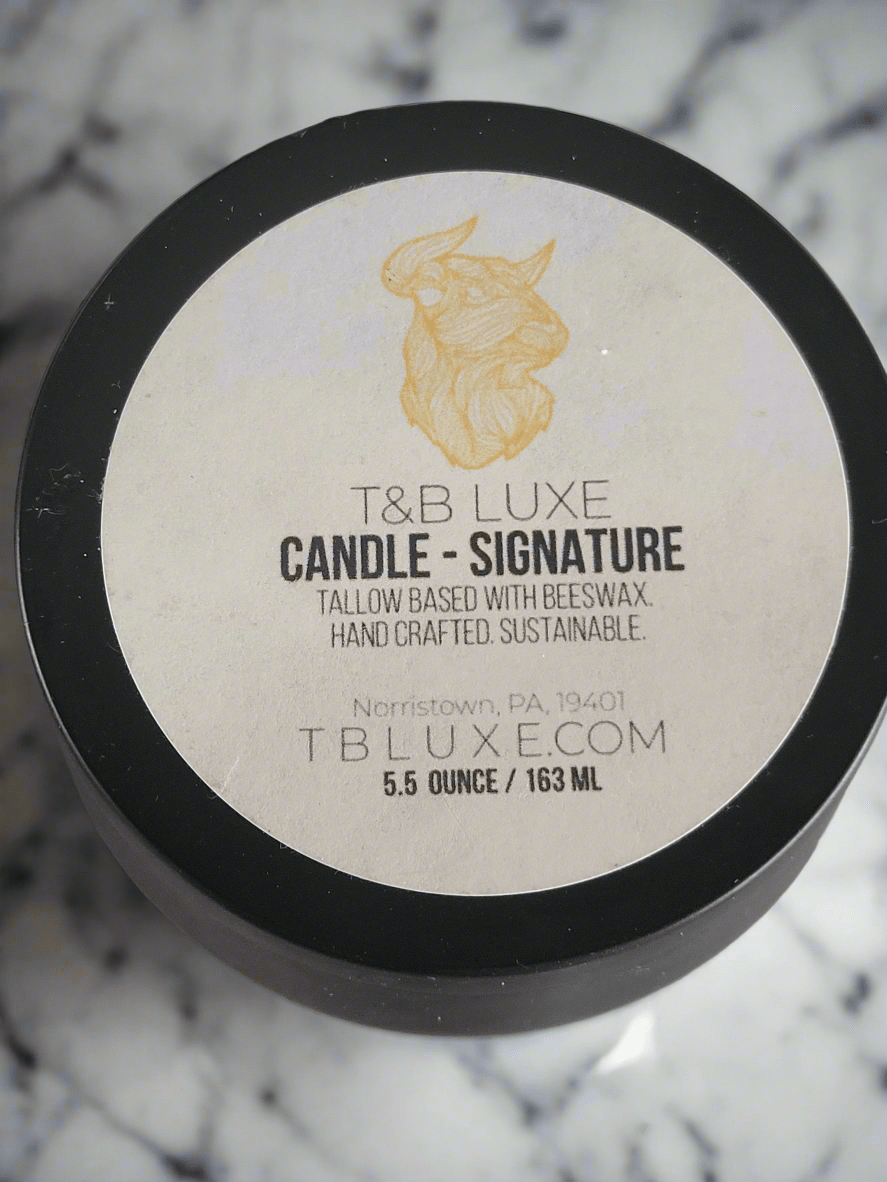 T&B LUXE
CANDLE - SIGNATURE
TALLOW BASED WITH BEESWAX.
HAND CRAFTED. SUSTAINABLE.
Norristown, PA, 19401
TBLUXE.COM
5.5 OUNCE / 163 ML